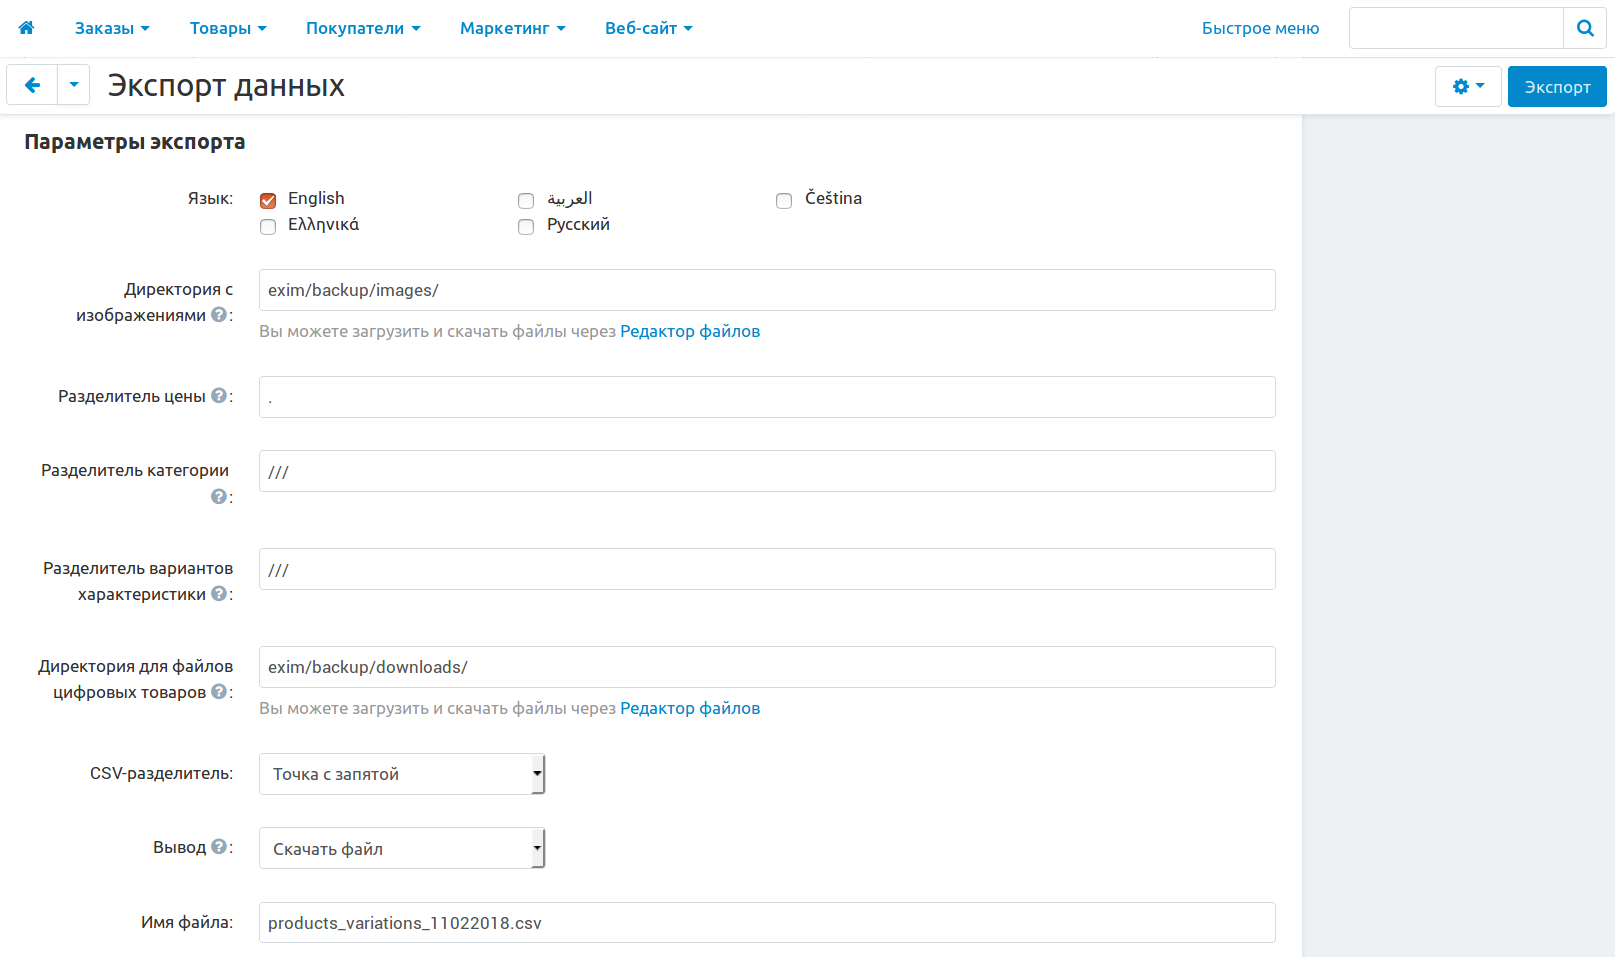 Заказы Товары Покупатели Маркетинг Веб-сайт Быстрое меню
Экспорт данных Экспорт
Параметры экспорта
Язык: English العربية Čeština
Ελληνικά Русский
Директория с изображениями ?: exim/backup/images/
Вы можете загрузить и скачать файлы через Редактор файлов
Разделитель цены ?: .
Разделитель категории ?: ///
Разделитель вариантов характеристики ?: ///
Директория для файлов цифровых товаров ?: exim/backup/downloads/
Вы можете загрузить и скачать файлы через Редактор файлов
CSV-разделитель: Точка с запятой
Вывод ?: Скачать файл
Имя файла: products_variations_11022018.csv